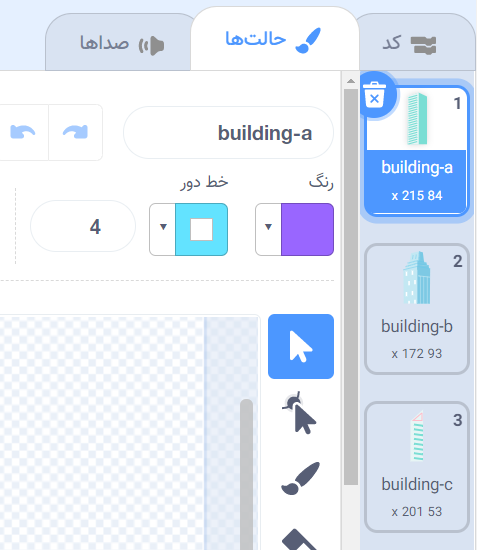 کد
حالت‌ها
صداها
1
building-a
x 215 84
2
building-b
x 172 93
3
building-c
x 201 53
building-a
رنگ
خط دور
4